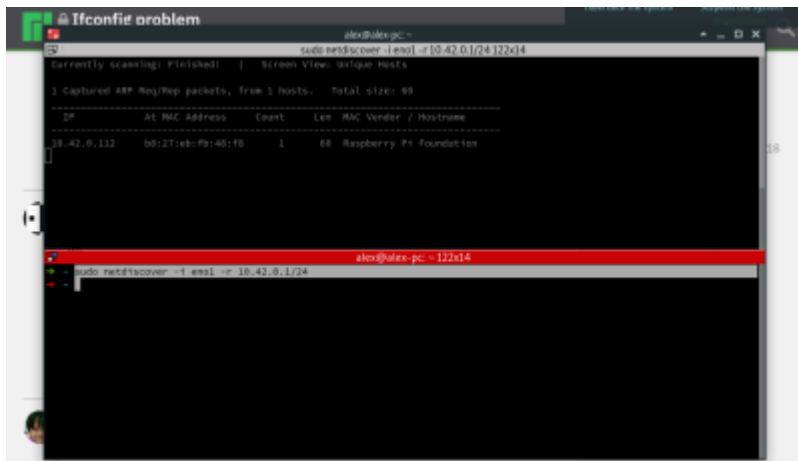 Ifconfig problem
alex@alex-pc: ~
sudo netdiscover -i eno1 -r 10.42.0.1/24 122x14
Currently scanning: Finished! | Screen View: Unique Hosts
1 Captured ARP Req/Rep packets, from 1 hosts. Total size: 60
IP At MAC Address Count Len MAC Vendor / Hostname
10.42.0.112 b8:27:eb:fb:48:f8 1 60 Raspberry Pi Foundation
18
alex@alex-pc: ~ 122x14
➜ ~ sudo netdiscover -i eno1 -r 10.42.0.1/24
➜ ~